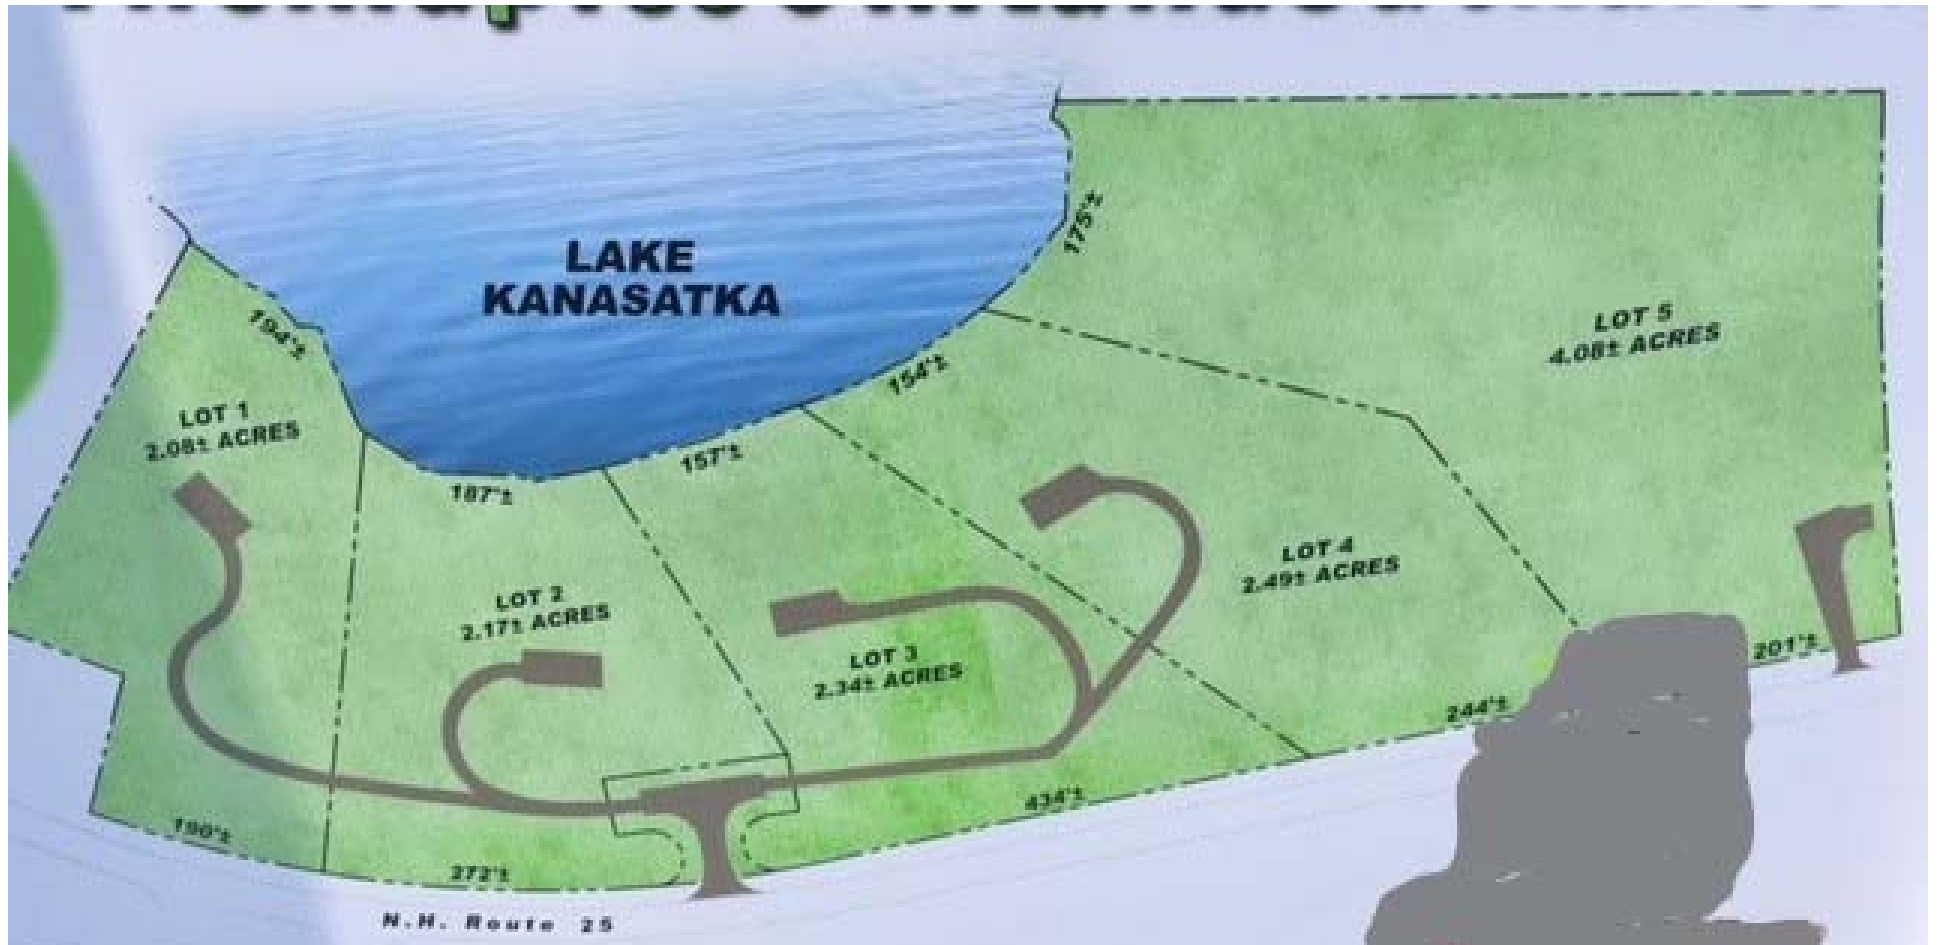 LAKE
KANASATKA
175'±
194'±
LOT 5
4.08± ACRES
154'±
LOT 1
2.08± ACRES
157'±
187'±
LOT 4
2.49± ACRES
LOT 2
2.17± ACRES
LOT 3
2.34± ACRES
201'±
244'±
434'±
190'±
272'±
N.H. Route 25